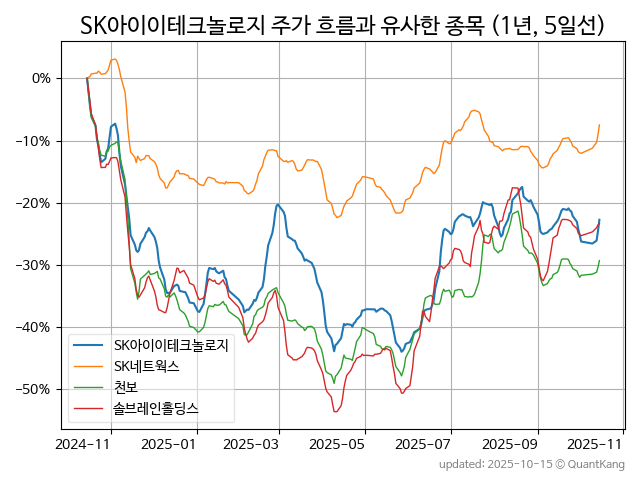 SK아이이테크놀로지 주가 흐름과 유사한 종목 (1년, 5일선)
0%
−10%
−20%
−30%
−40%
−50%
SK아이이테크놀로지
SK네트웍스
천보
솔브레인홀딩스
2024-11
2025-01
2025-03
2025-05
2025-07
2025-09
2025-11
updated: 2025-10-15 © QuantKang